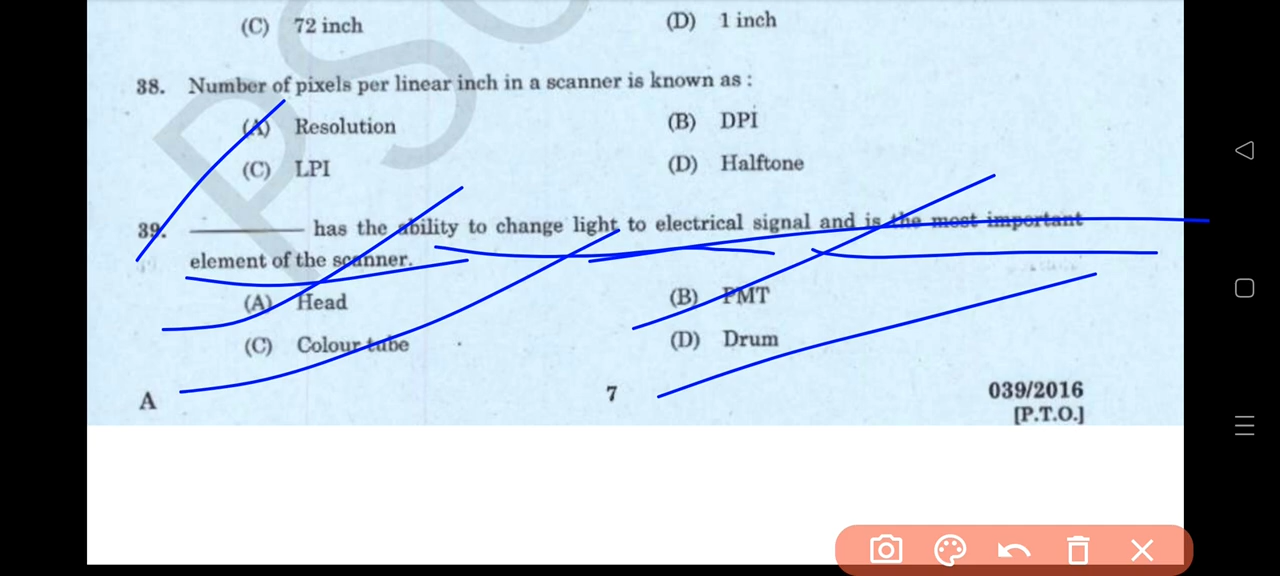 (C) 72 inch (D) 1 inch
38. Number of pixels per linear inch in a scanner is known as :
(A) Resolution (B) DPI
(C) LPI (D) Halftone
39. ________ has the ability to change light to electrical signal and is the most important
element of the scanner.
(A) Head (B) PMT
(C) Colour tube (D) Drum
A 7 039/2016
[P.T.O.]
PSC